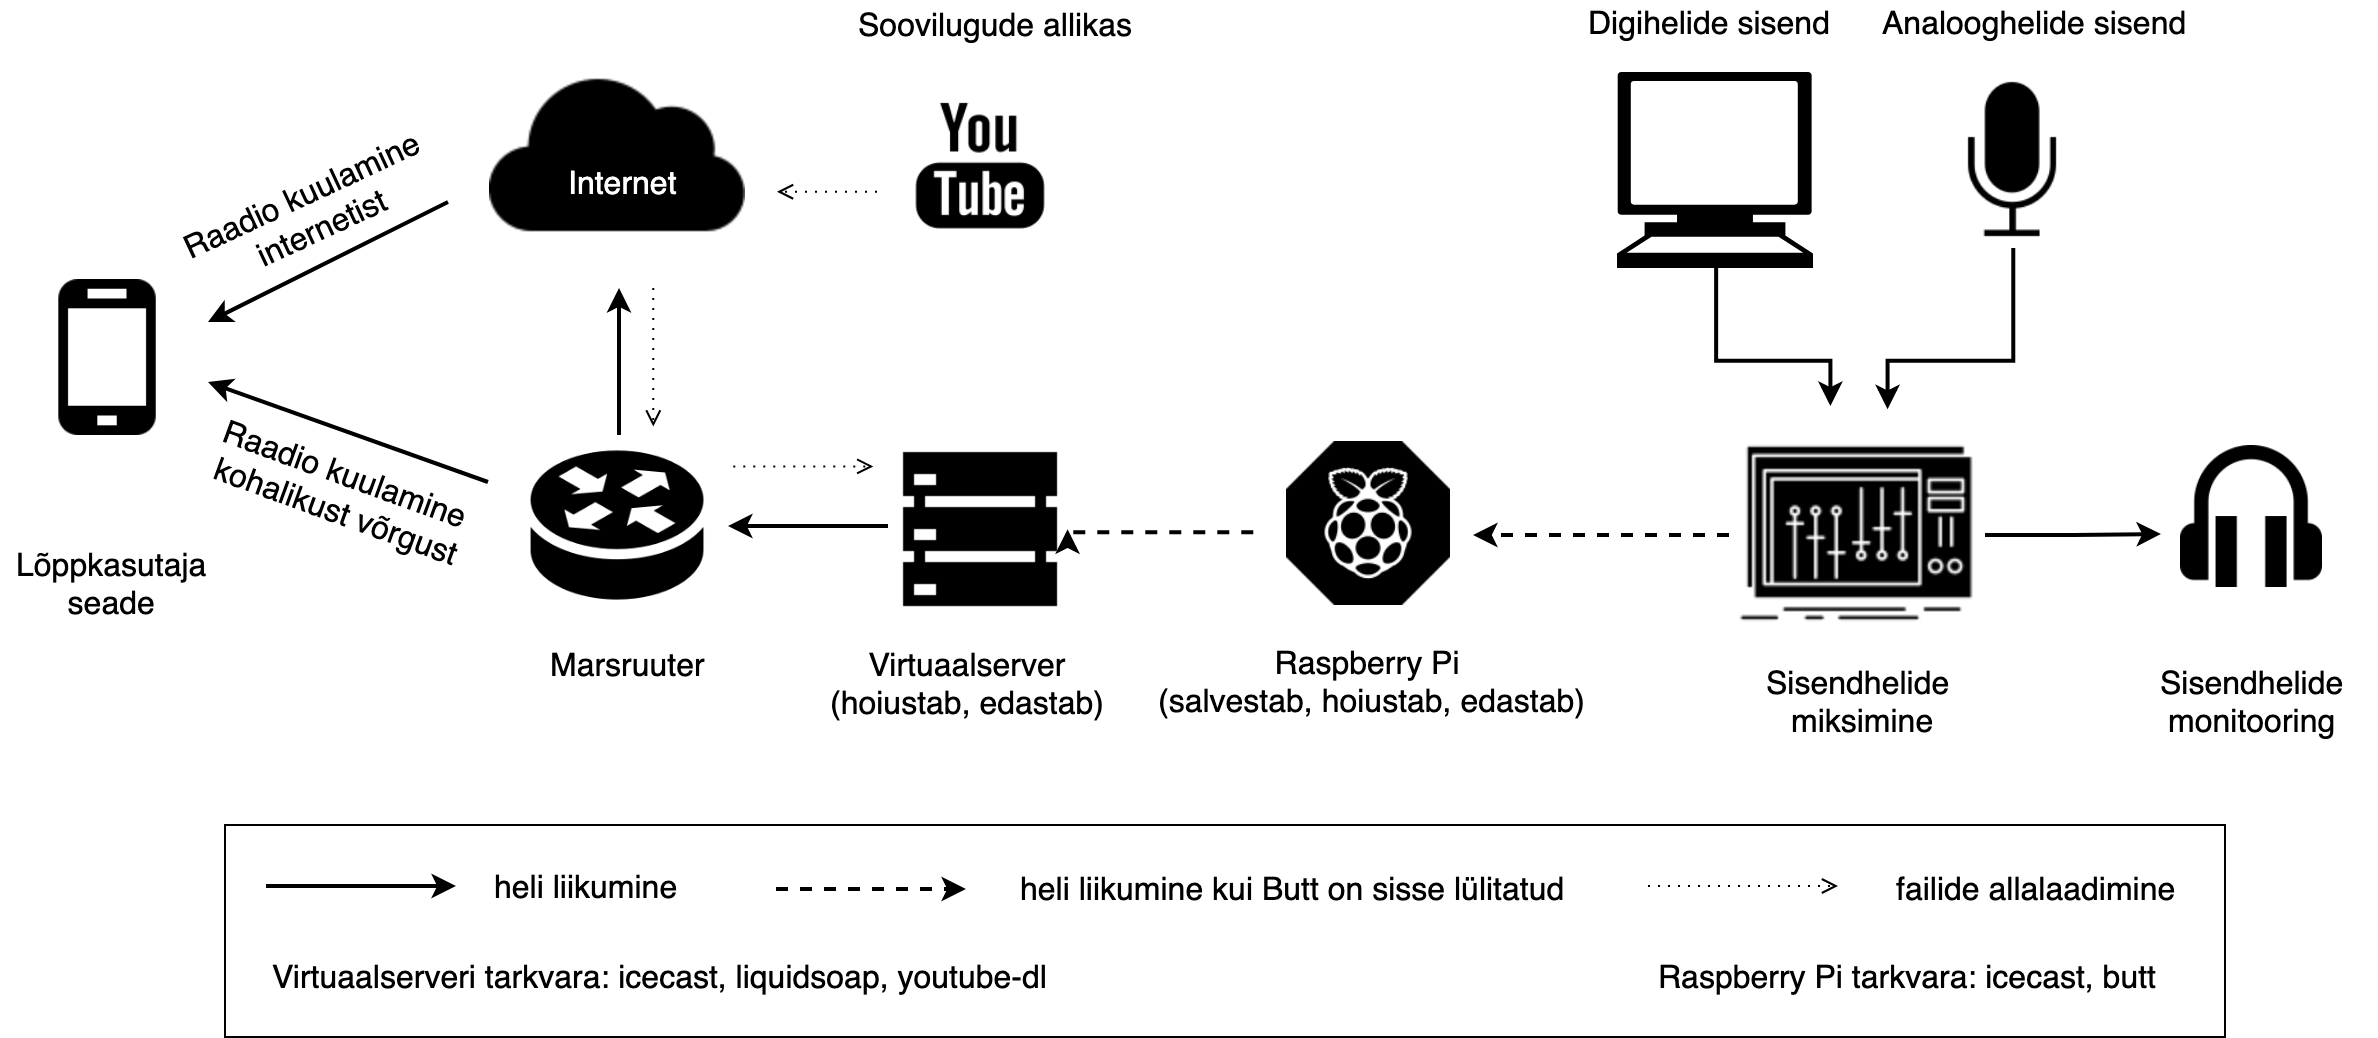 Soovilugude allikas
Digihelide sisend
Analooghelide sisend
You
Tube
Internet
Raadio kuulamine
internetist
Raadio kuulamine
kohalikust võrgust
Lõppkasutaja
seade
Marsruuter
Virtuaalserver
(hoiustab, edastab)
Raspberry Pi
(salvestab, hoiustab, edastab)
Sisendhelide
miksimine
Sisendhelide
monitooring
heli liikumine
heli liikumine kui Butt on sisse lülitatud
failide allalaadimine
Virtuaalserveri tarkvara: icecast, liquidsoap, youtube-dl
Raspberry Pi tarkvara: icecast, butt